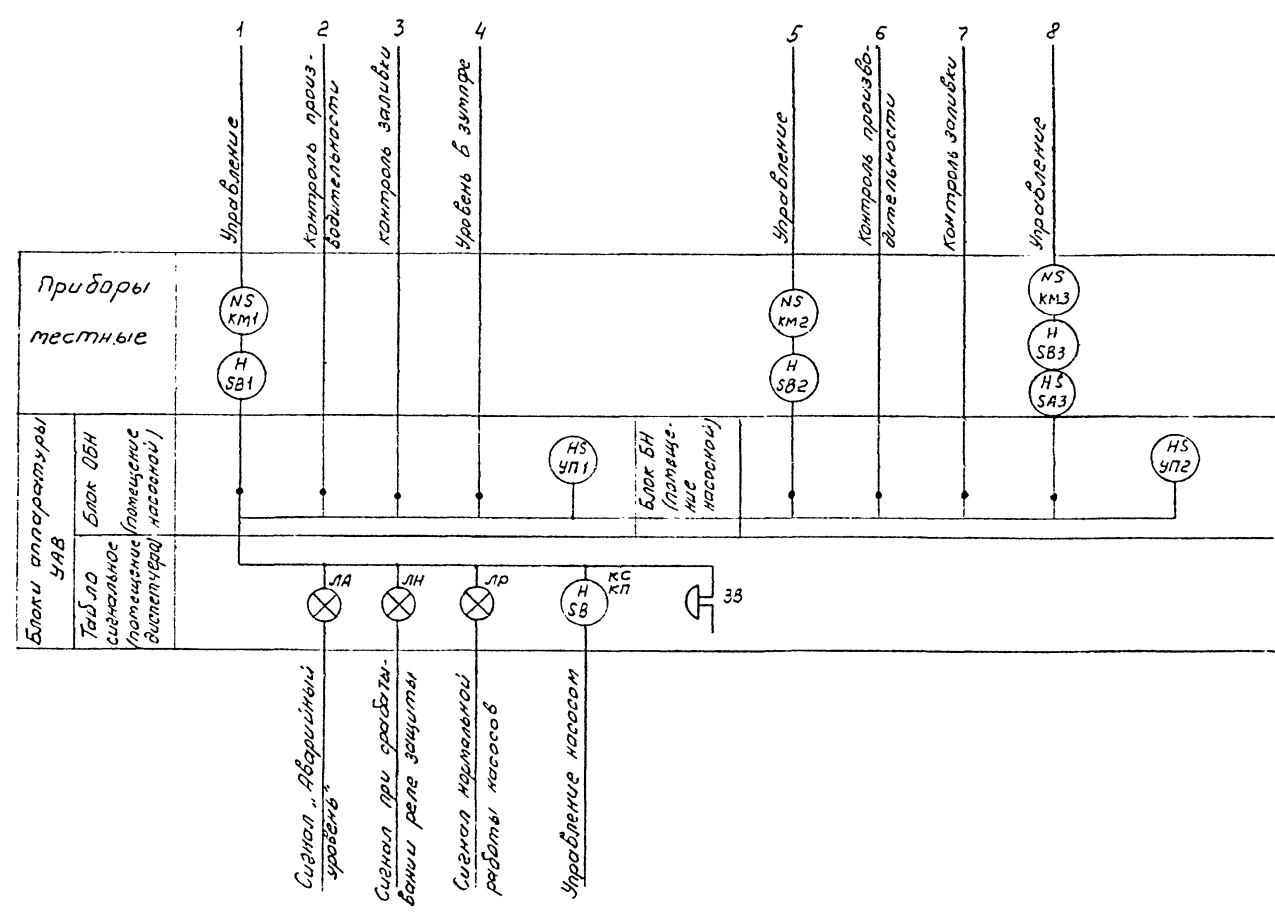 1
2
3
4
5
6
7
8
Управление
Контроль произ-
водительности
контроль заливки
Уровень в зумпфе
Управление
Контроль произво-
дительности
Контроль заливки
Управление
Приборы
местные
NS
КМ1
H
SB1
NS
КМ2
H
SB2
NS
КМ3
H
SB3
HS
SA3
Блоки аппаратуры
УАВ
Блок ОБН
(помещение
насосной)
HS
УП1
Блок БН
(помеще-
ние
насосной)
HS
УП2
Табло
сигнальное
(помещение
диспетчера)
ЛА
ЛН
ЛР
H
SB
КС
КП
ЗВ
Сигнал „Аварийный
уровень"
Сигнал при срабаты-
вании реле защиты
Сигнал нормальной
работы насосов
Управление насосом